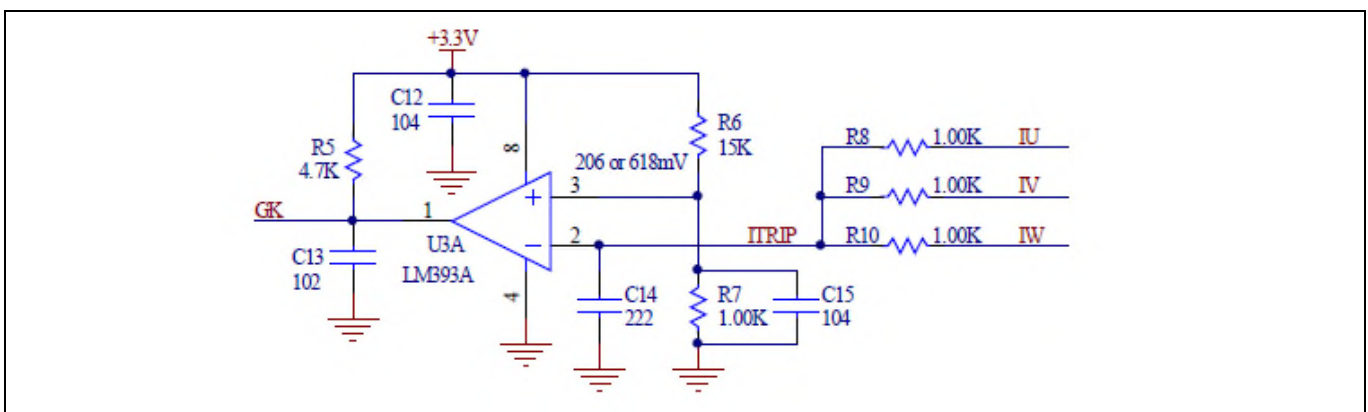 +3.3V
C12
104
R5
4.7K
8
R6
15K
206 or 618mV
R8 1.00K IU
3
+
R9 1.00K IV
GK
1
2
-
ITRIP
R10 1.00K IW
U3A
LM393A
C13
102
4
C14
222
R7
1.00K
C15
104